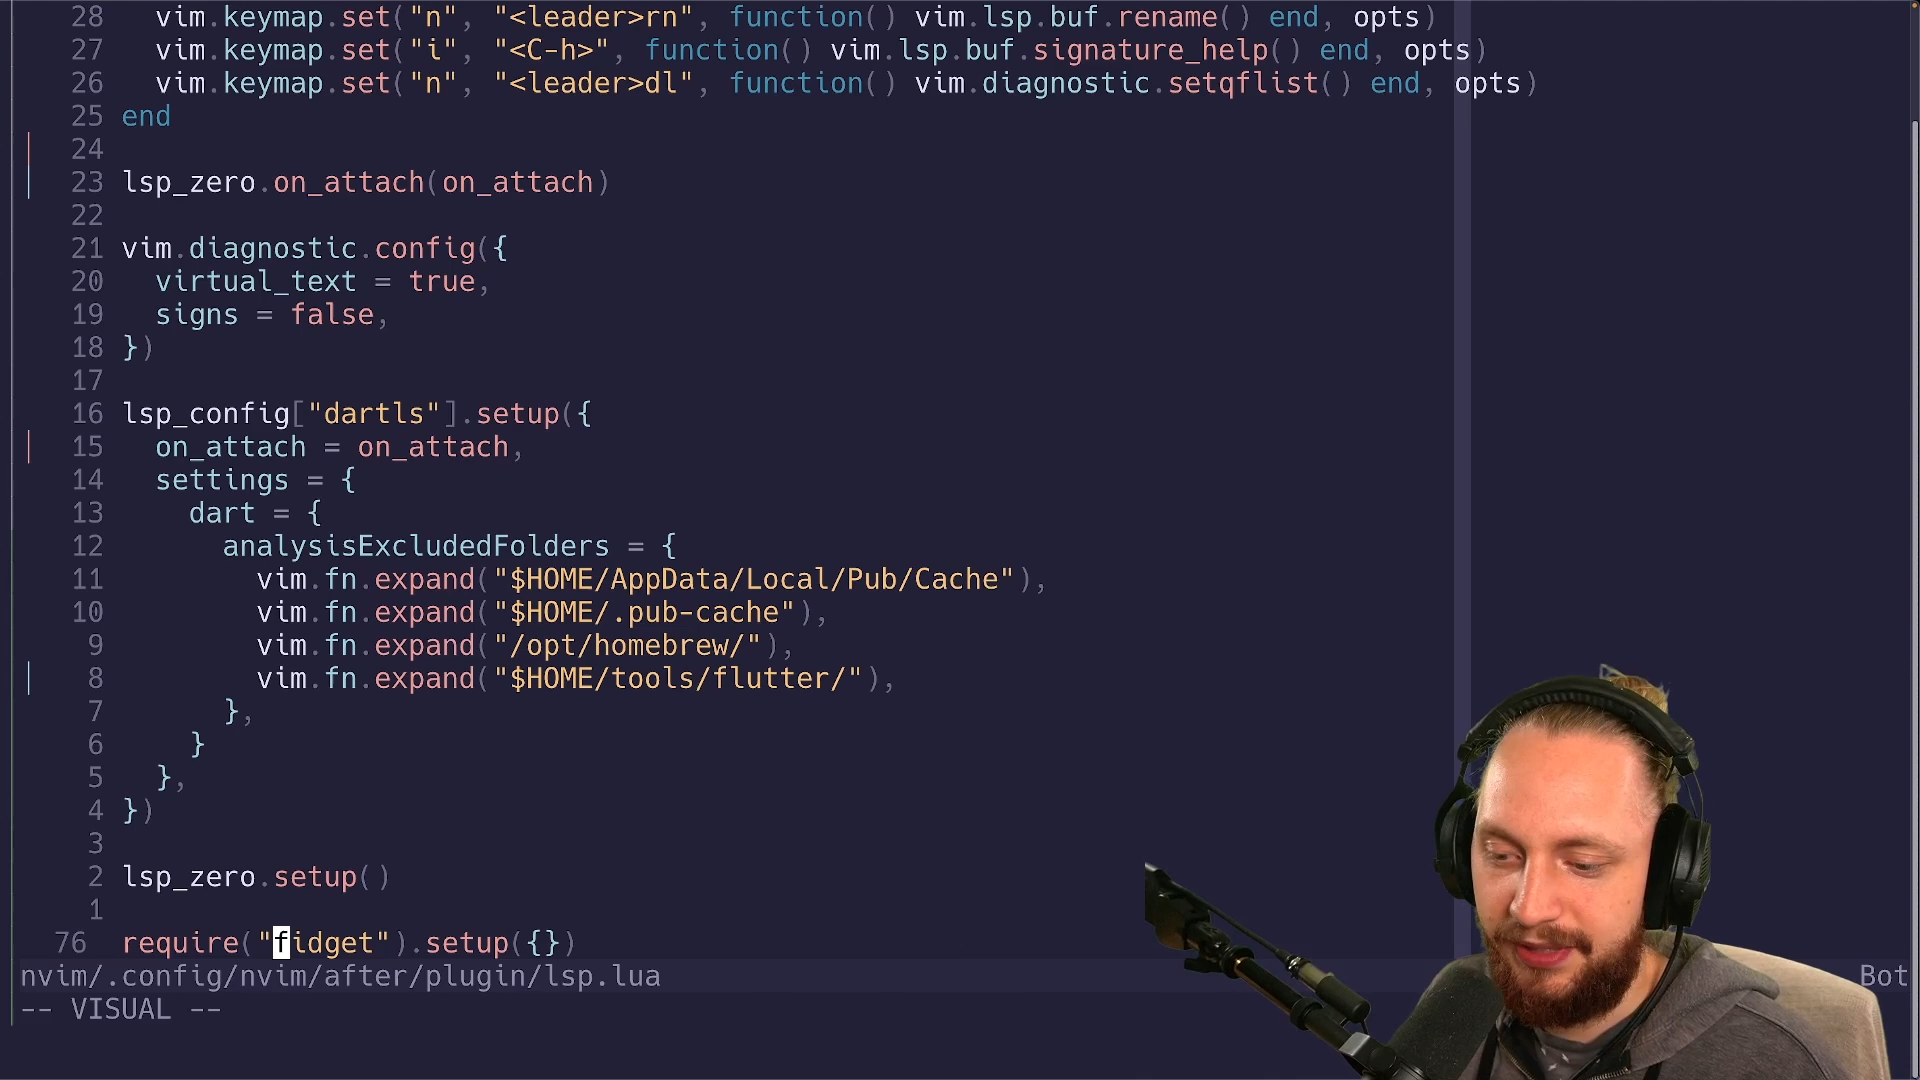 28 vim.keymap.set("n", "<leader>rn", function() vim.lsp.buf.rename() end, opts)
27 vim.keymap.set("i", "<C-h>", function() vim.lsp.buf.signature_help() end, opts)
26 vim.keymap.set("n", "<leader>dl", function() vim.diagnostic.setqflist() end, opts)
25 end
24
23 lsp_zero.on_attach(on_attach)
22
21 vim.diagnostic.config({
20 virtual_text = true,
19 signs = false,
18 })
17
16 lsp_config["dartls"].setup({
15 on_attach = on_attach,
14 settings = {
13 dart = {
12 analysisExcludedFolders = {
11 vim.fn.expand("$HOME/AppData/Local/Pub/Cache"),
10 vim.fn.expand("$HOME/.pub-cache"),
9 vim.fn.expand("/opt/homebrew/"),
8 vim.fn.expand("$HOME/tools/flutter/"),
7 },
6 }
5 },
4 })
3
2 lsp_zero.setup()
1
76 require("fidget").setup({})
nvim/.config/nvim/after/plugin/lsp.lua Bot
-- VISUAL --